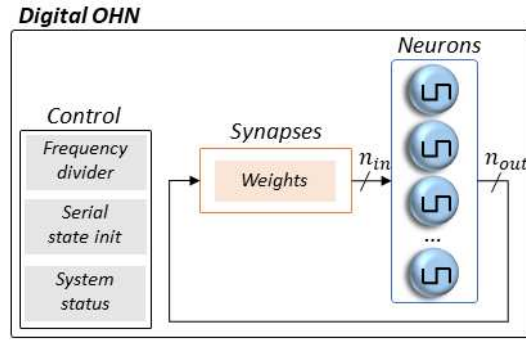 Digital OHN
Control
Frequency
divider
Serial
state init
System
status
Synapses
Weights
n_in
Neurons
...
n_out